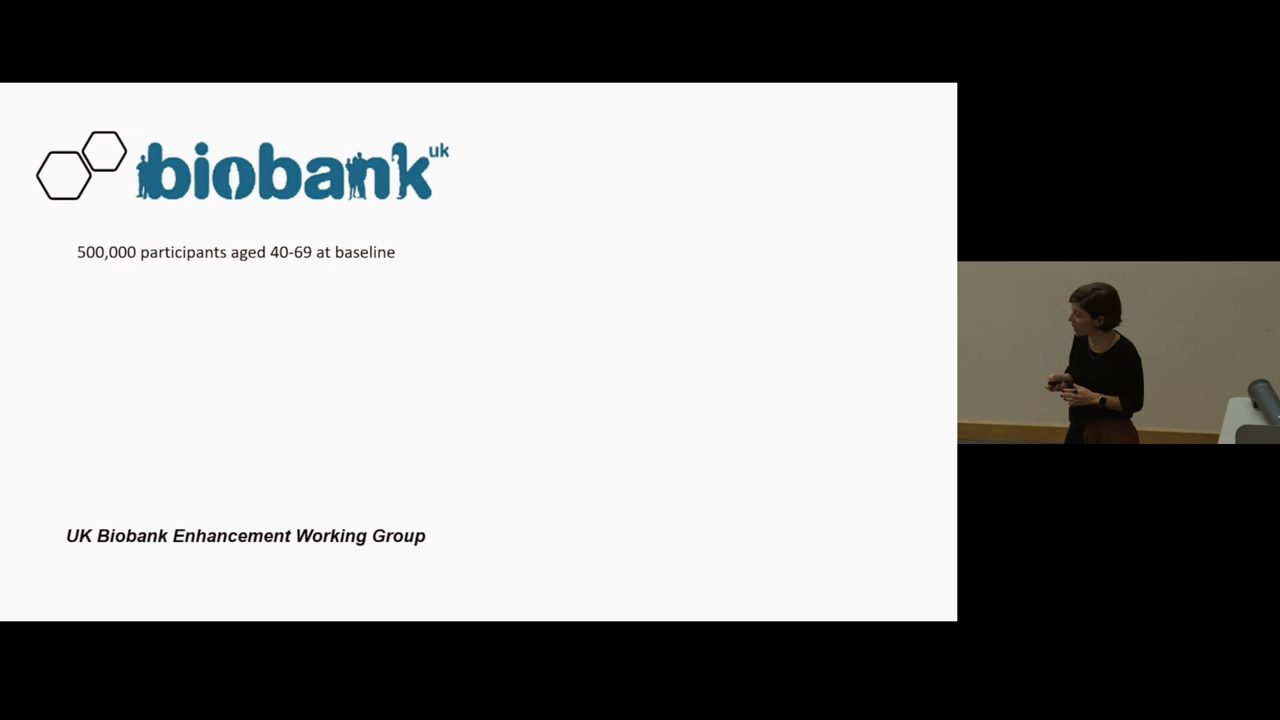 biobank uk
500,000 participants aged 40-69 at baseline
UK Biobank Enhancement Working Group